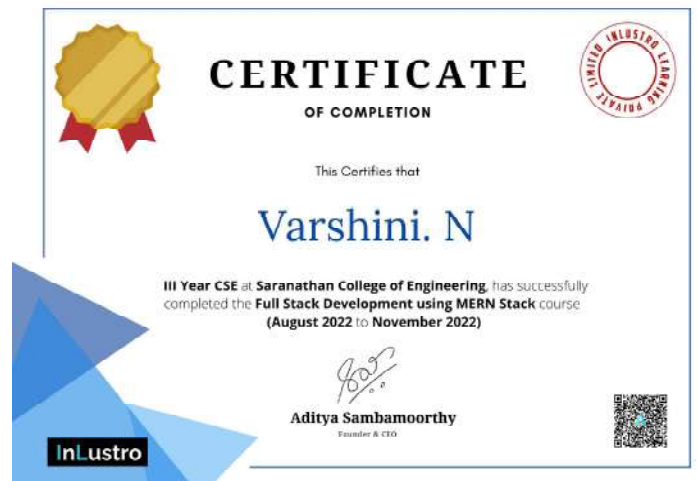 CERTIFICATE
OF COMPLETION
INLUSTRO LEARNING PRIVATE LIMITED
This Certifies that
Varshini. N
III Year CSE at Saranathan College of Engineering, has successfully
completed the Full Stack Development using MERN Stack course
(August 2022 to November 2022)
Aditya Sambamoorthy
Founder & CEO
InLustro